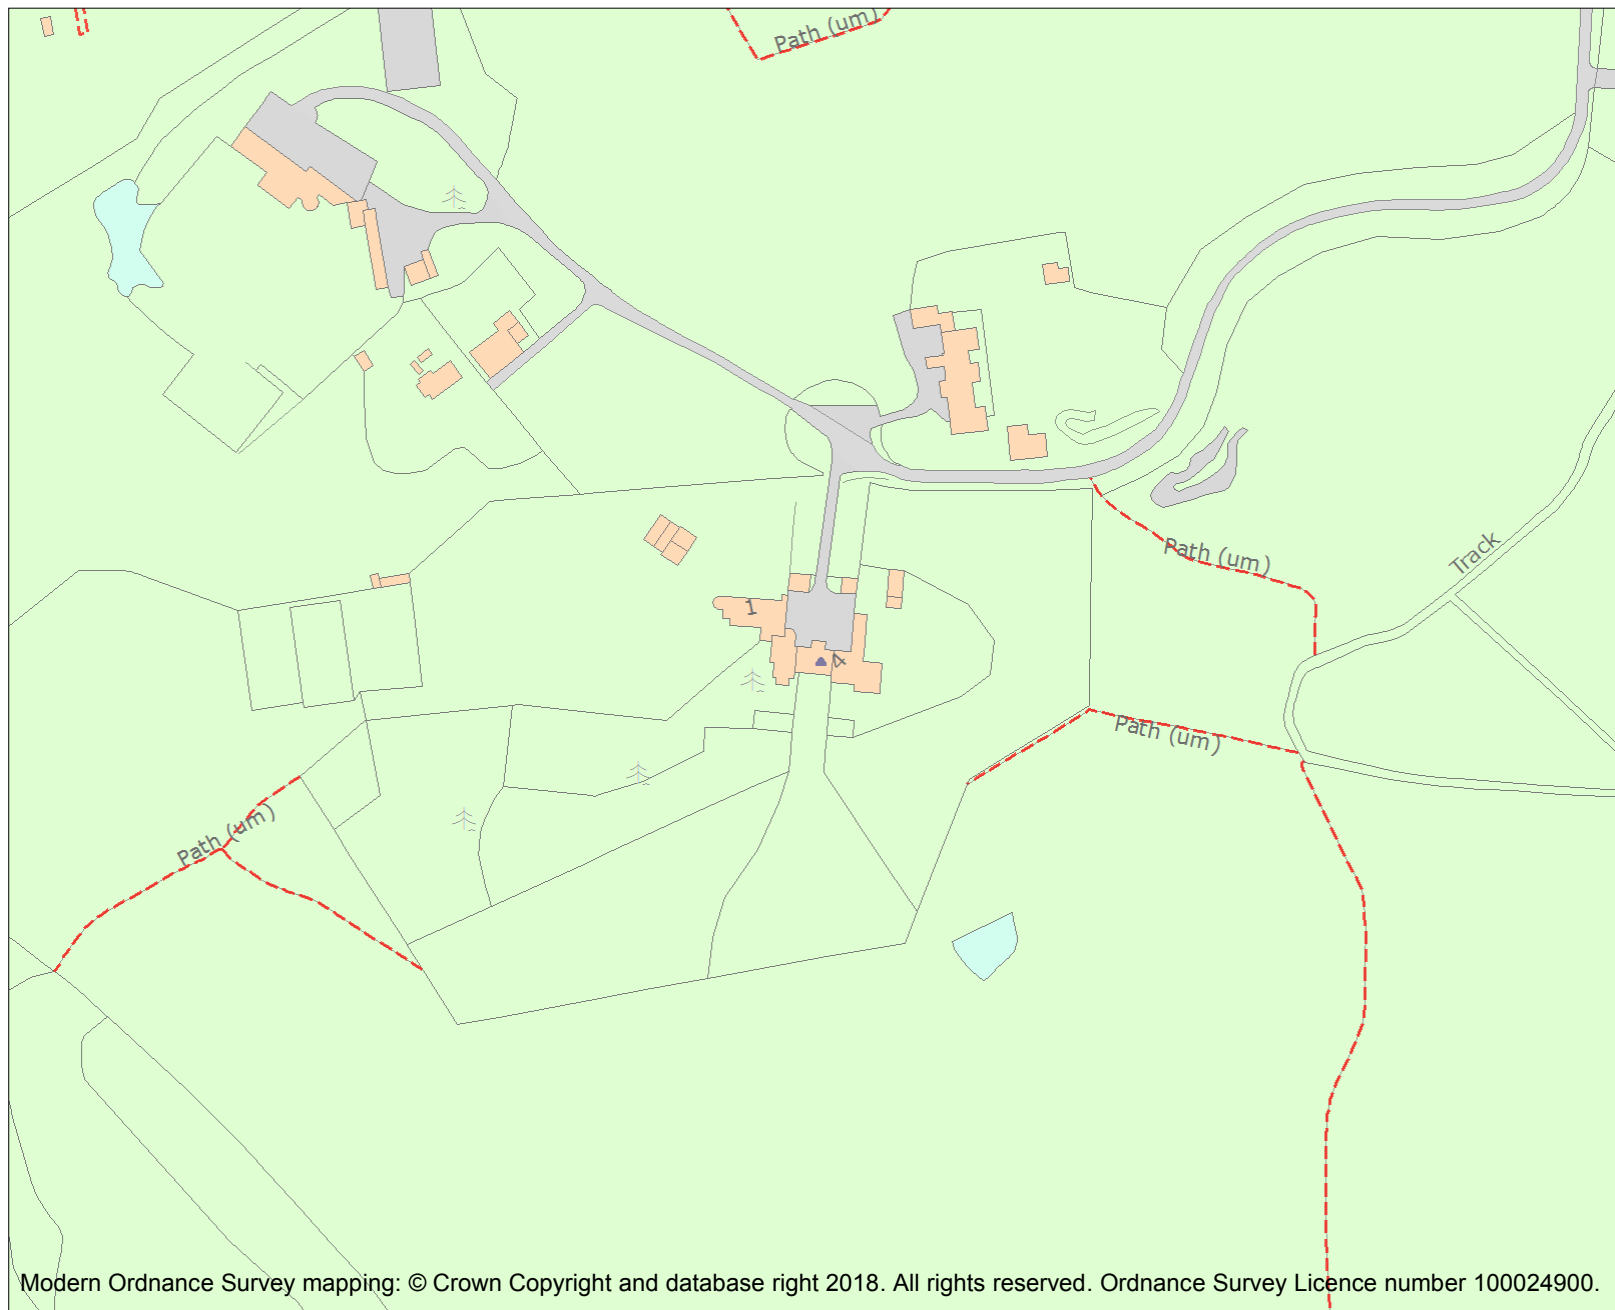 Path (um)
Path (um)
Track
1
4
Path (um)
Path (um)
Modern Ordnance Survey mapping: © Crown Copyright and database right 2018. All rights reserved. Ordnance Survey Licence number 100024900.